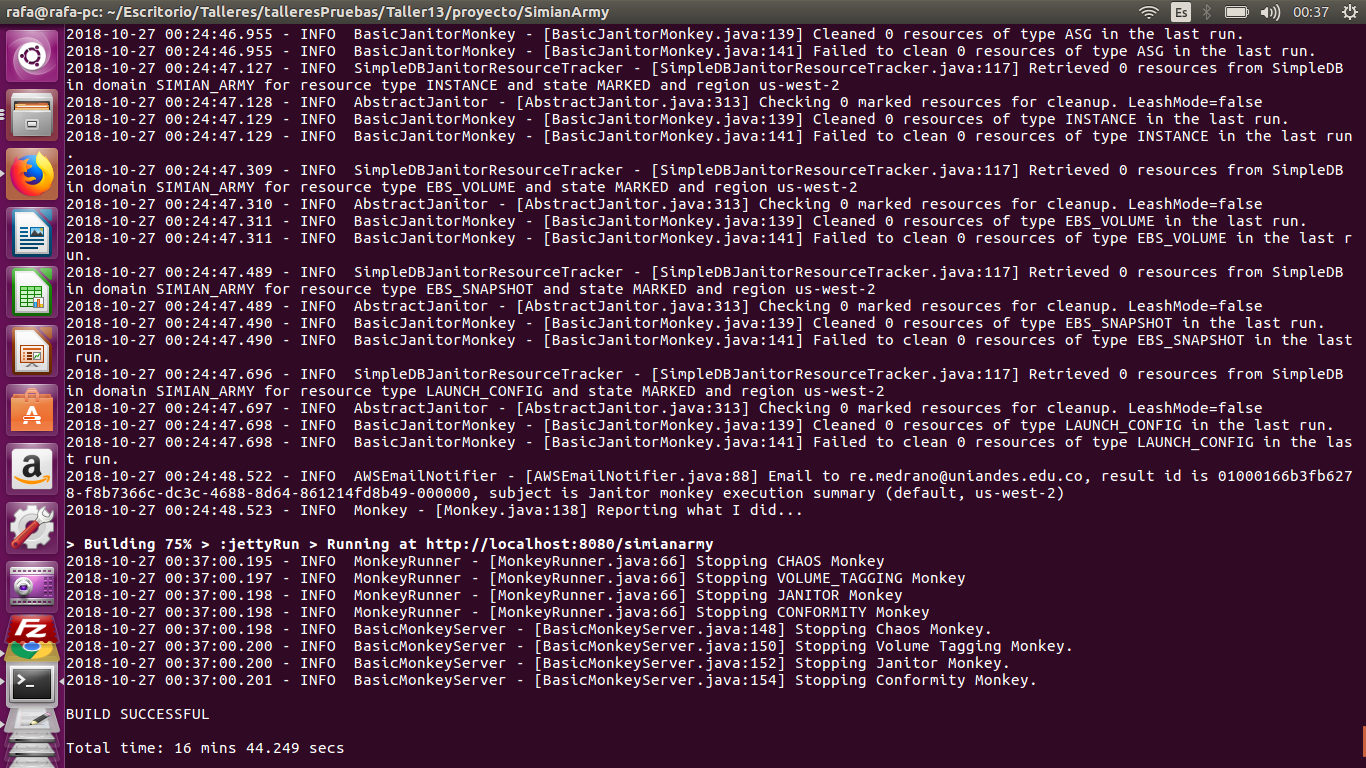 rafa@rafa-pc: ~/Escritorio/Talleres/talleresPruebas/Taller13/proyecto/SimianArmy
Es
00:37
2018-10-27 00:24:46.955 - INFO  BasicJanitorMonkey - [BasicJanitorMonkey.java:139] Cleaned 0 resources of type ASG in the last run.
2018-10-27 00:24:46.955 - INFO  BasicJanitorMonkey - [BasicJanitorMonkey.java:141] Failed to clean 0 resources of type ASG in the last run.
2018-10-27 00:24:47.127 - INFO  SimpleDBJanitorResourceTracker - [SimpleDBJanitorResourceTracker.java:117] Retrieved 0 resources from SimpleDB
in domain SIMIAN_ARMY for resource type INSTANCE and state MARKED and region us-west-2
2018-10-27 00:24:47.128 - INFO  AbstractJanitor - [AbstractJanitor.java:313] Checking 0 marked resources for cleanup. LeashMode=false
2018-10-27 00:24:47.129 - INFO  BasicJanitorMonkey - [BasicJanitorMonkey.java:139] Cleaned 0 resources of type INSTANCE in the last run.
2018-10-27 00:24:47.129 - INFO  BasicJanitorMonkey - [BasicJanitorMonkey.java:141] Failed to clean 0 resources of type INSTANCE in the last run
.
2018-10-27 00:24:47.309 - INFO  SimpleDBJanitorResourceTracker - [SimpleDBJanitorResourceTracker.java:117] Retrieved 0 resources from SimpleDB
in domain SIMIAN_ARMY for resource type EBS_VOLUME and state MARKED and region us-west-2
2018-10-27 00:24:47.310 - INFO  AbstractJanitor - [AbstractJanitor.java:313] Checking 0 marked resources for cleanup. LeashMode=false
2018-10-27 00:24:47.311 - INFO  BasicJanitorMonkey - [BasicJanitorMonkey.java:139] Cleaned 0 resources of type EBS_VOLUME in the last run.
2018-10-27 00:24:47.311 - INFO  BasicJanitorMonkey - [BasicJanitorMonkey.java:141] Failed to clean 0 resources of type EBS_VOLUME in the last r
un.
2018-10-27 00:24:47.489 - INFO  SimpleDBJanitorResourceTracker - [SimpleDBJanitorResourceTracker.java:117] Retrieved 0 resources from SimpleDB
in domain SIMIAN_ARMY for resource type EBS_SNAPSHOT and state MARKED and region us-west-2
2018-10-27 00:24:47.489 - INFO  AbstractJanitor - [AbstractJanitor.java:313] Checking 0 marked resources for cleanup. LeashMode=false
2018-10-27 00:24:47.490 - INFO  BasicJanitorMonkey - [BasicJanitorMonkey.java:139] Cleaned 0 resources of type EBS_SNAPSHOT in the last run.
2018-10-27 00:24:47.490 - INFO  BasicJanitorMonkey - [BasicJanitorMonkey.java:141] Failed to clean 0 resources of type EBS_SNAPSHOT in the last
 run.
2018-10-27 00:24:47.696 - INFO  SimpleDBJanitorResourceTracker - [SimpleDBJanitorResourceTracker.java:117] Retrieved 0 resources from SimpleDB
in domain SIMIAN_ARMY for resource type LAUNCH_CONFIG and state MARKED and region us-west-2
2018-10-27 00:24:47.697 - INFO  AbstractJanitor - [AbstractJanitor.java:313] Checking 0 marked resources for cleanup. LeashMode=false
2018-10-27 00:24:47.698 - INFO  BasicJanitorMonkey - [BasicJanitorMonkey.java:139] Cleaned 0 resources of type LAUNCH_CONFIG in the last run.
2018-10-27 00:24:47.698 - INFO  BasicJanitorMonkey - [BasicJanitorMonkey.java:141] Failed to clean 0 resources of type LAUNCH_CONFIG in the las
t run.
2018-10-27 00:24:48.522 - INFO  AWSEmailNotifier - [AWSEmailNotifier.java:88] Email to re.medrano@uniandes.edu.co, result id is 01000166b3fb627
8-f8b7366c-dc3c-4688-8d64-861214fd8b49-000000, subject is Janitor monkey execution summary (default, us-west-2)
2018-10-27 00:24:48.523 - INFO  Monkey - [Monkey.java:138] Reporting what I did...
> Building 75% > :jettyRun > Running at http://localhost:8080/simianarmy
2018-10-27 00:37:00.195 - INFO  MonkeyRunner - [MonkeyRunner.java:66] Stopping CHAOS Monkey
2018-10-27 00:37:00.197 - INFO  MonkeyRunner - [MonkeyRunner.java:66] Stopping VOLUME_TAGGING Monkey
2018-10-27 00:37:00.198 - INFO  MonkeyRunner - [MonkeyRunner.java:66] Stopping JANITOR Monkey
2018-10-27 00:37:00.198 - INFO  MonkeyRunner - [MonkeyRunner.java:66] Stopping CONFORMITY Monkey
2018-10-27 00:37:00.198 - INFO  BasicMonkeyServer - [BasicMonkeyServer.java:148] Stopping Chaos Monkey.
2018-10-27 00:37:00.200 - INFO  BasicMonkeyServer - [BasicMonkeyServer.java:150] Stopping Volume Tagging Monkey.
2018-10-27 00:37:00.200 - INFO  BasicMonkeyServer - [BasicMonkeyServer.java:152] Stopping Janitor Monkey.
2018-10-27 00:37:00.201 - INFO  BasicMonkeyServer - [BasicMonkeyServer.java:154] Stopping Conformity Monkey.
BUILD SUCCESSFUL
Total time: 16 mins 44.249 secs